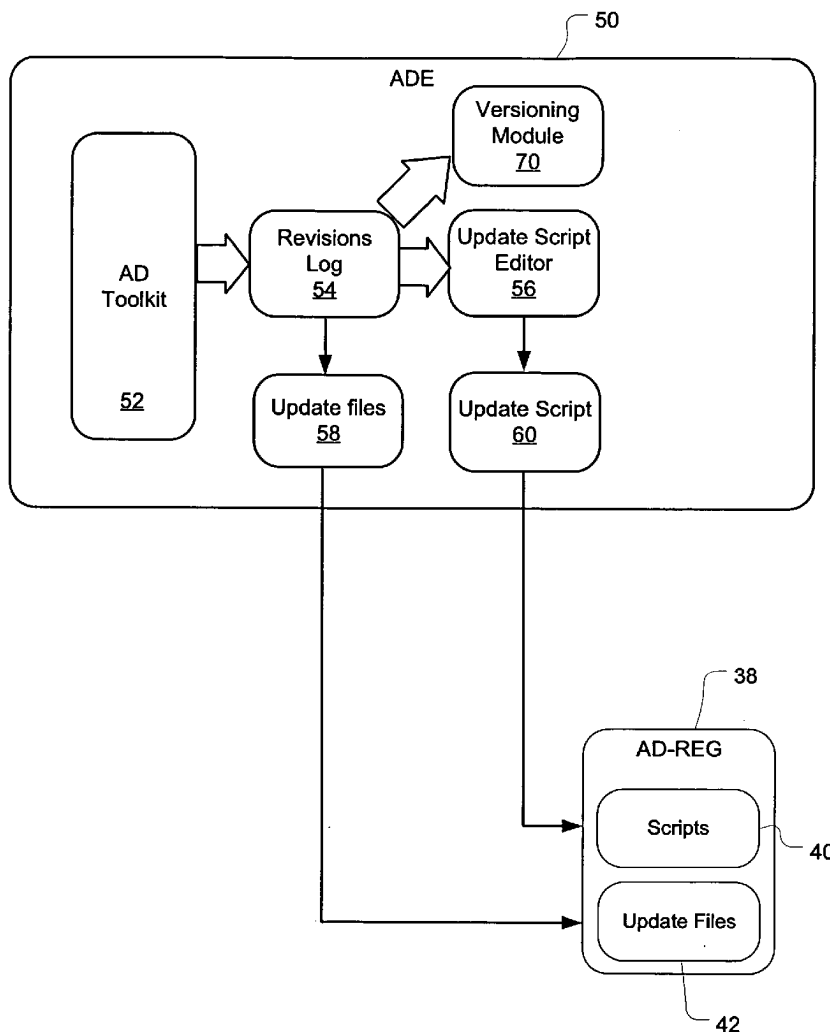 50
ADE
Versioning
Module
70
AD
Toolkit
52
Revisions
Log
54
Update Script
Editor
56
Update files
58
Update Script
60
38
AD-REG
Scripts
40
Update Files
42